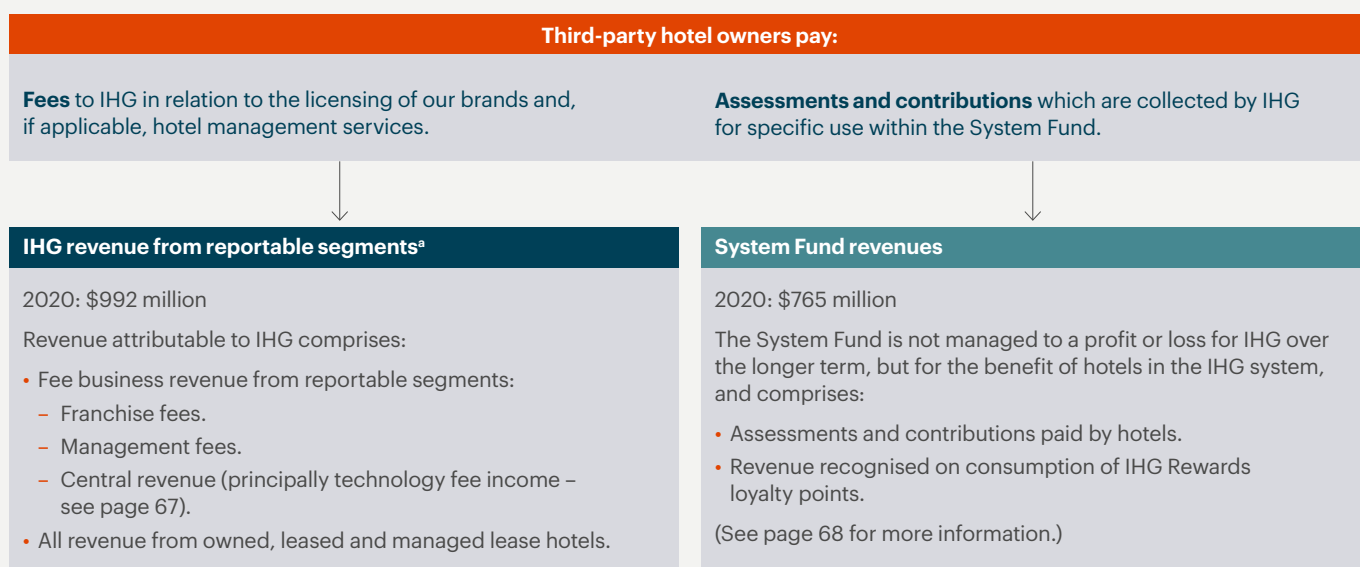 Third-party hotel owners pay:
Fees to IHG in relation to the licensing of our brands and,
if applicable, hotel management services.
Assessments and contributions which are collected by IHG
for specific use within the System Fund.
IHG revenue from reportable segmentsᵃ
2020: $992 million
Revenue attributable to IHG comprises:
• Fee business revenue from reportable segments:
– Franchise fees.
– Management fees.
– Central revenue (principally technology fee income –
see page 67).
• All revenue from owned, leased and managed lease hotels.
System Fund revenues
2020: $765 million
The System Fund is not managed to a profit or loss for IHG over
the longer term, but for the benefit of hotels in the IHG system,
and comprises:
• Assessments and contributions paid by hotels.
• Revenue recognised on consumption of IHG Rewards
loyalty points.
(See page 68 for more information.)